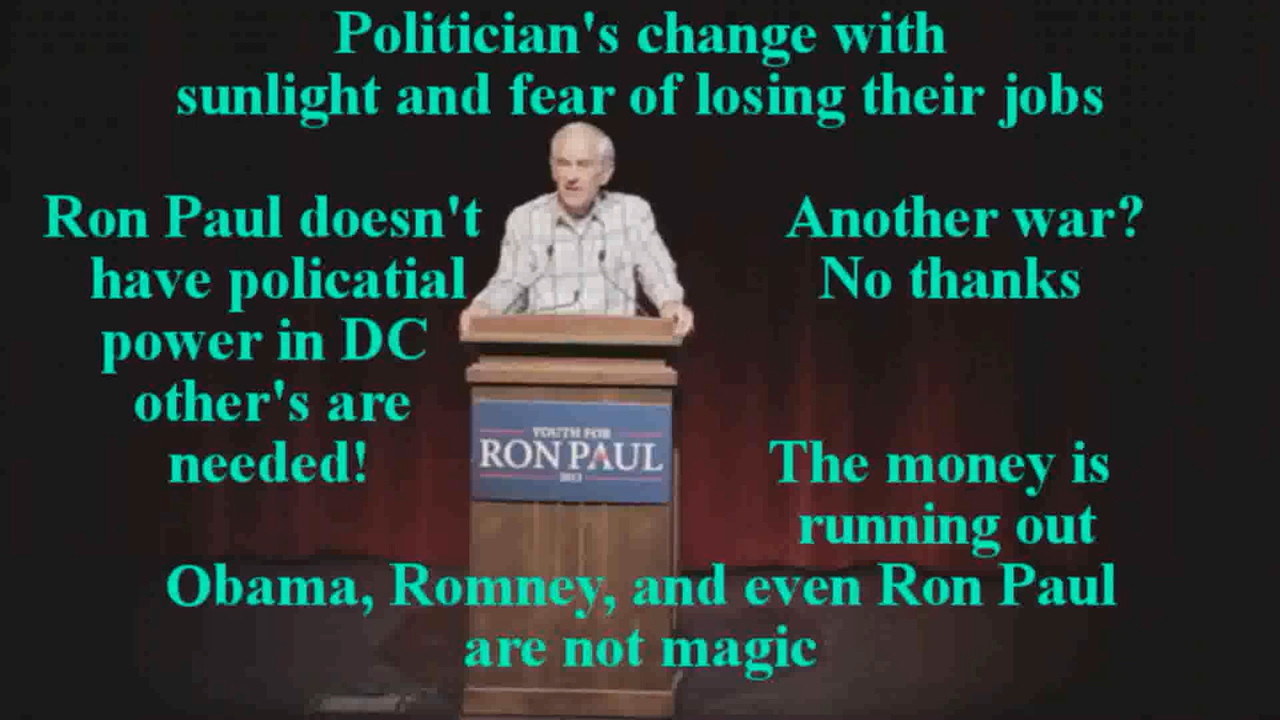 Politician's change with
sunlight and fear of losing their jobs
Ron Paul doesn't
have policatial
power in DC
other's are
needed!
Another war?
No thanks
The money is
running out
YOUTH FOR
RON PAUL
2012
Obama, Romney, and even Ron Paul
are not magic